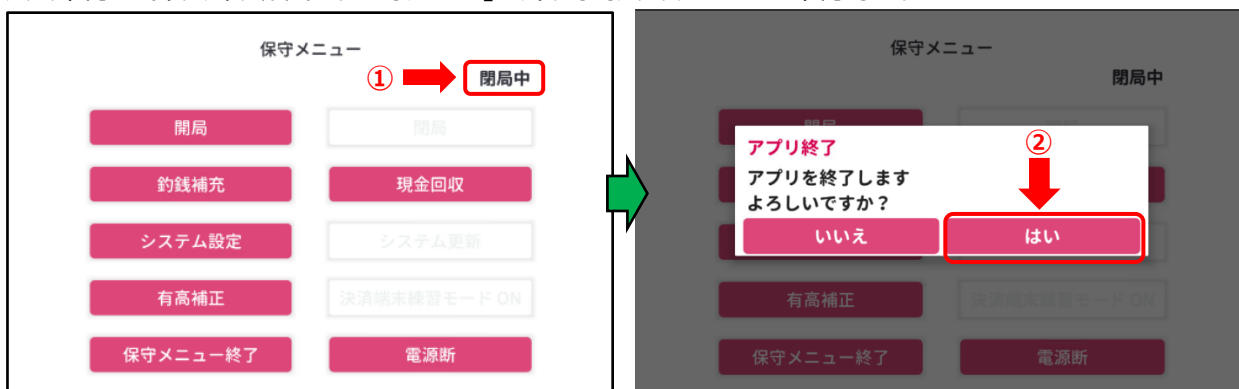 保守メニュー
① 閉局中
開局 閉局
釣銭補充 現金回収
システム設定 システム更新
有高補正 決済端末練習モード ON
保守メニュー終了 電源断
保守メニュー
閉局中
開局
アプリ終了 ②
アプリを終了します
よろしいですか？
いいえ はい
有高補正 決済端末練習モード ON
保守メニュー終了 電源断